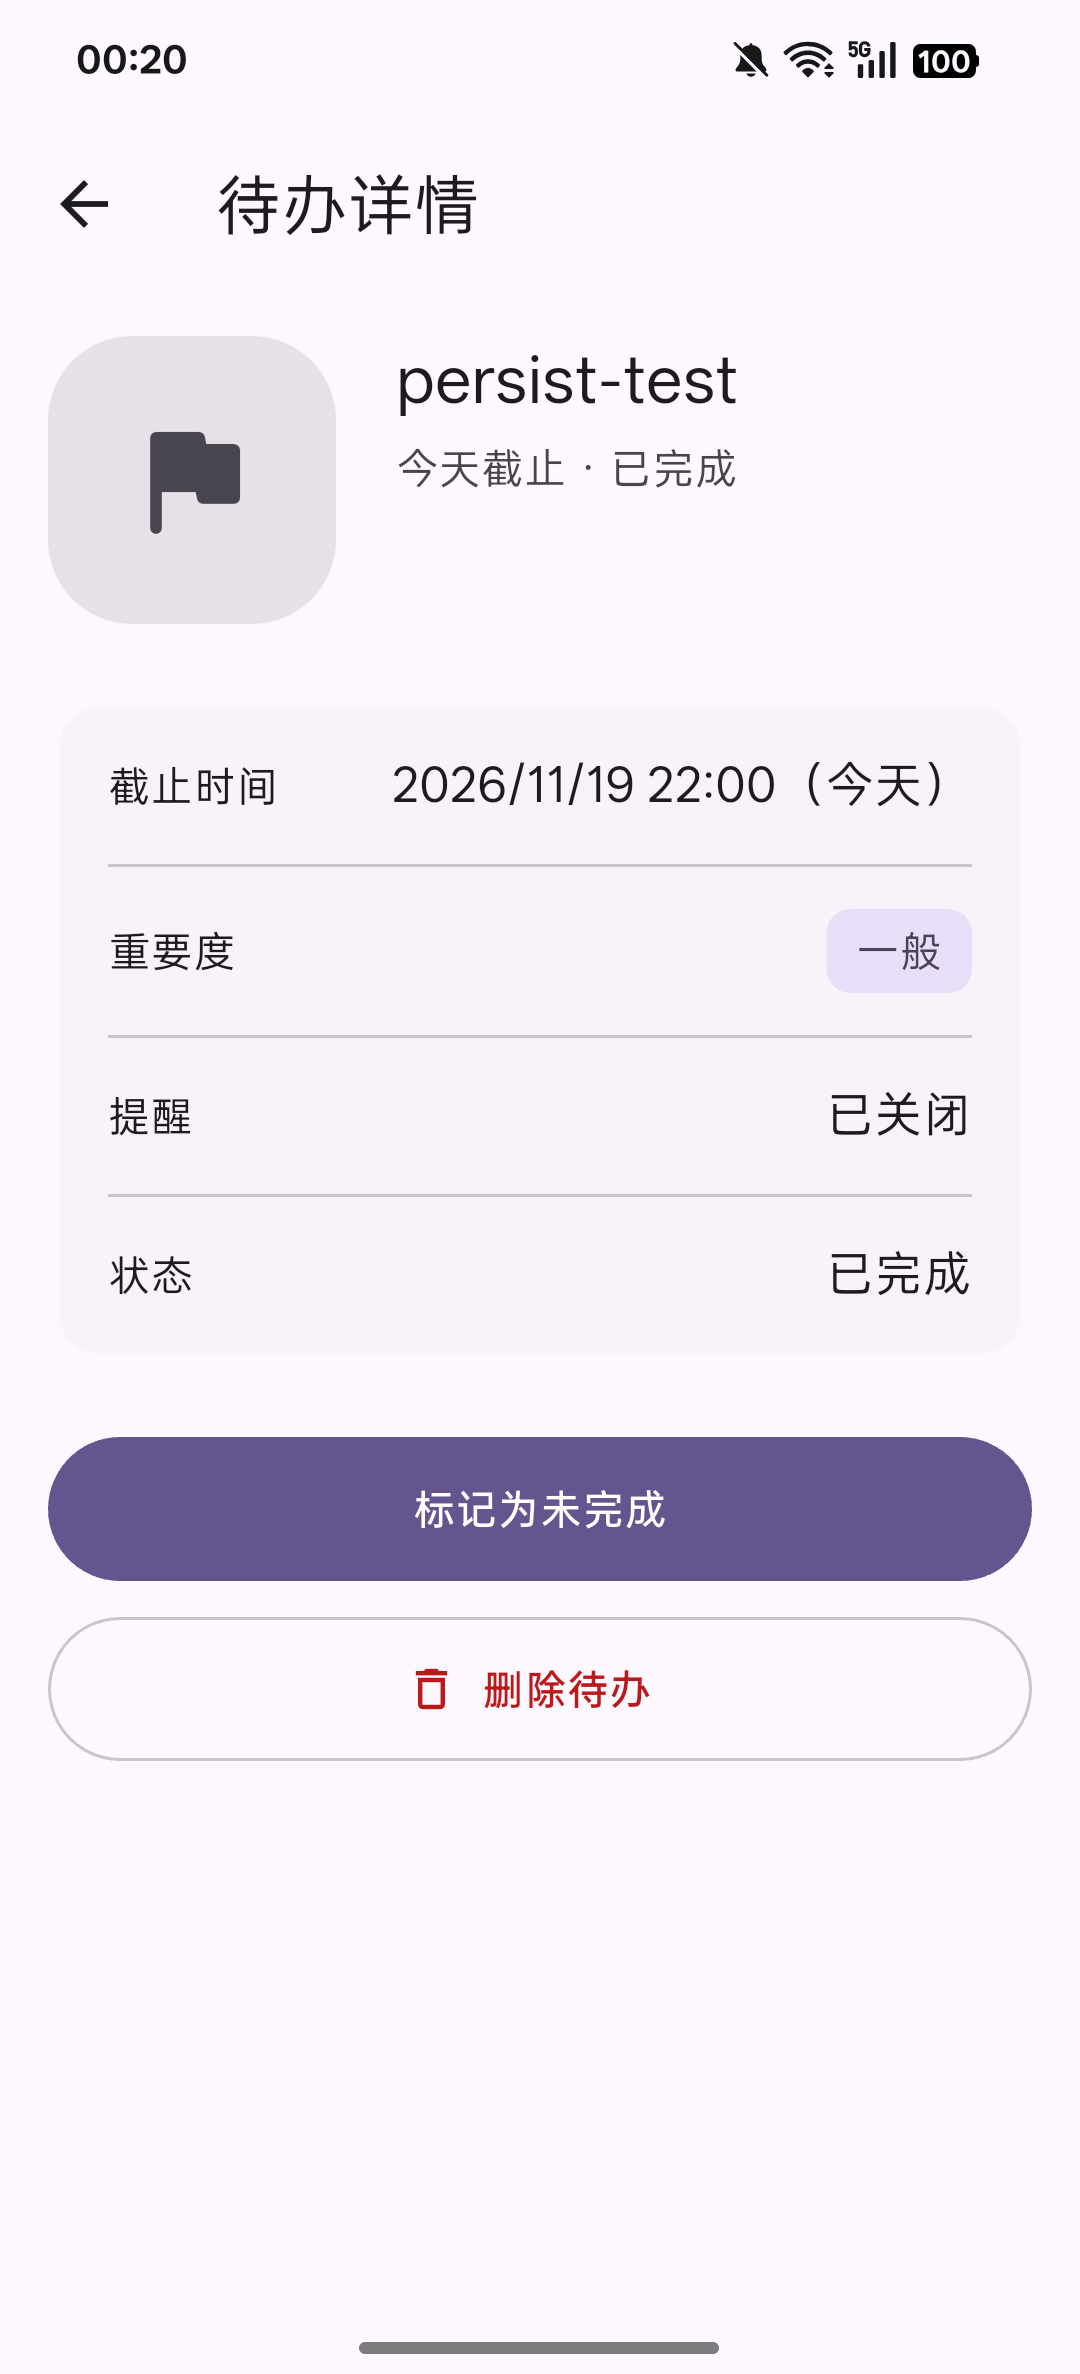 00:20
5G
100
待办详情
persist-test
今天截止 · 已完成
截止时间
2026/11/19 22:00（今天）
重要度
一般
提醒
已关闭
状态
已完成
标记为未完成
删除待办